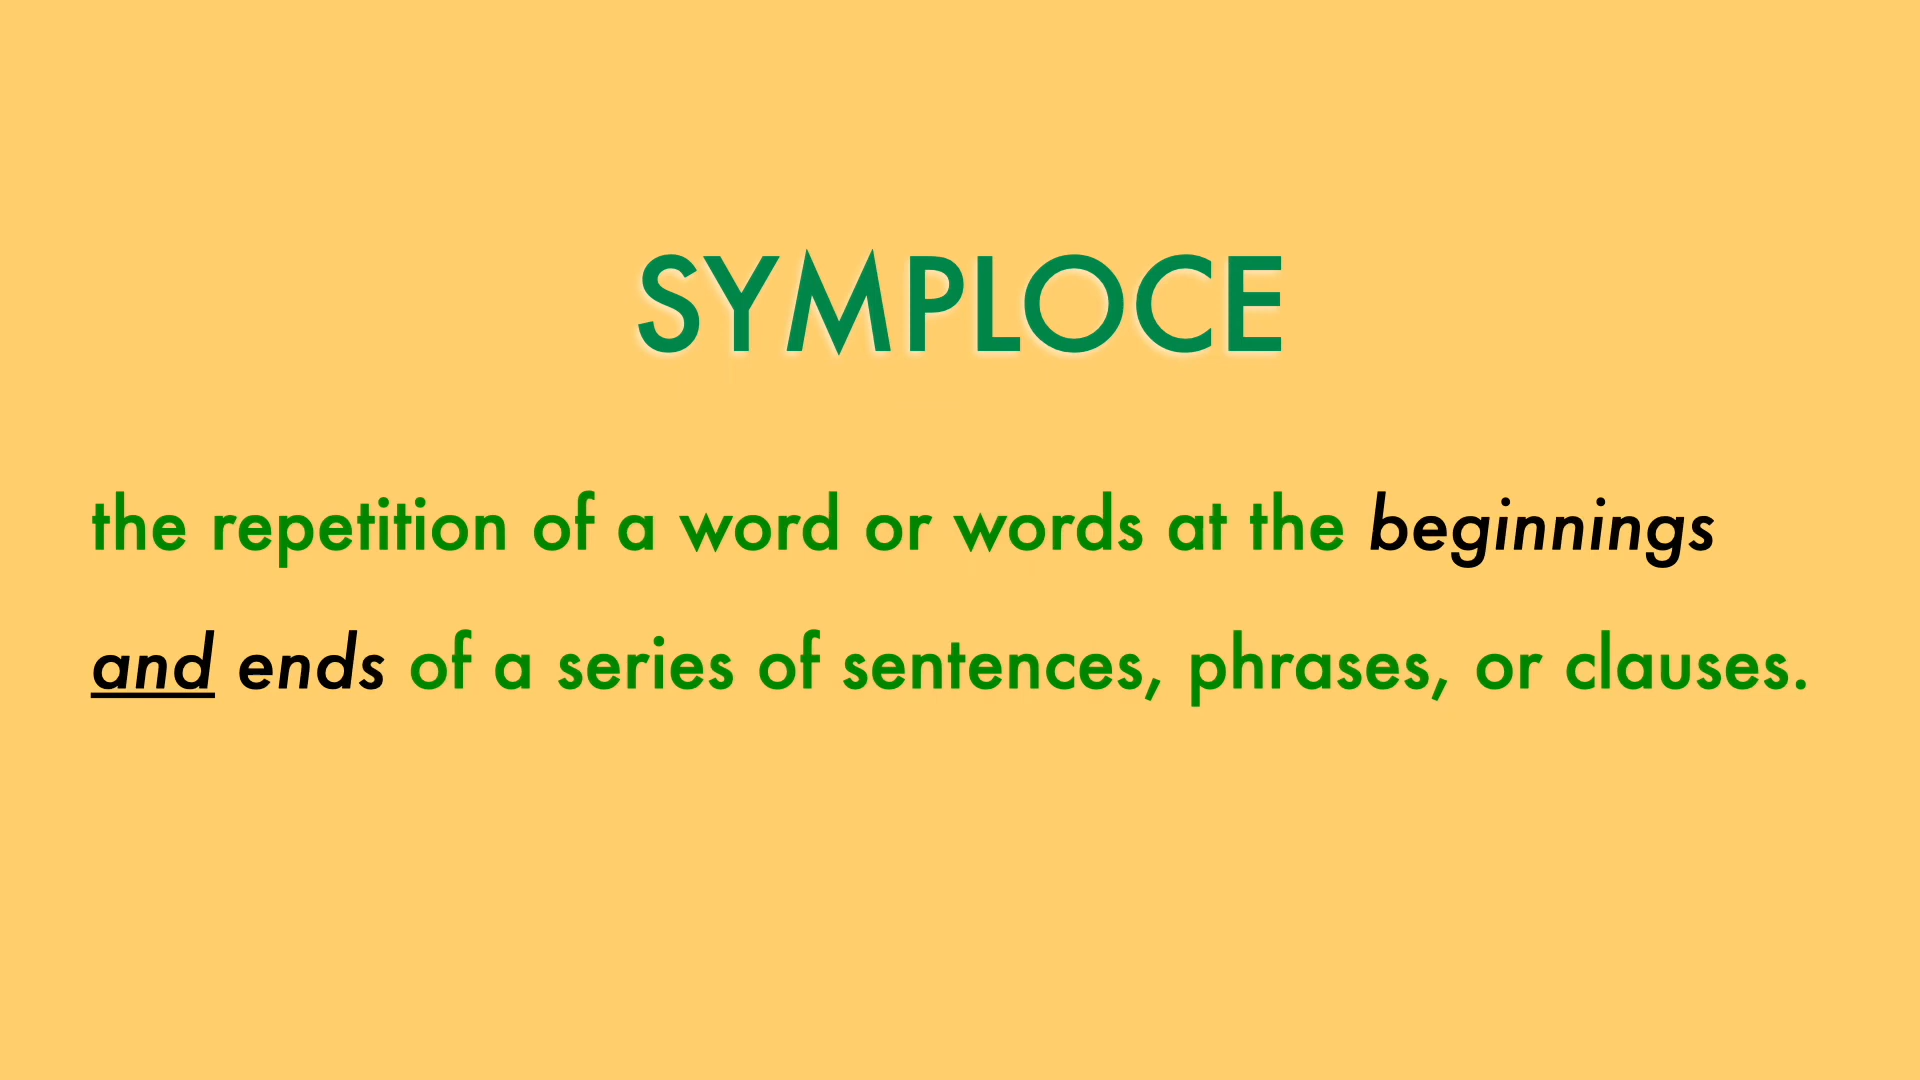 SYMPLOCE
the repetition of a word or words at the beginnings
and ends of a series of sentences, phrases, or clauses.